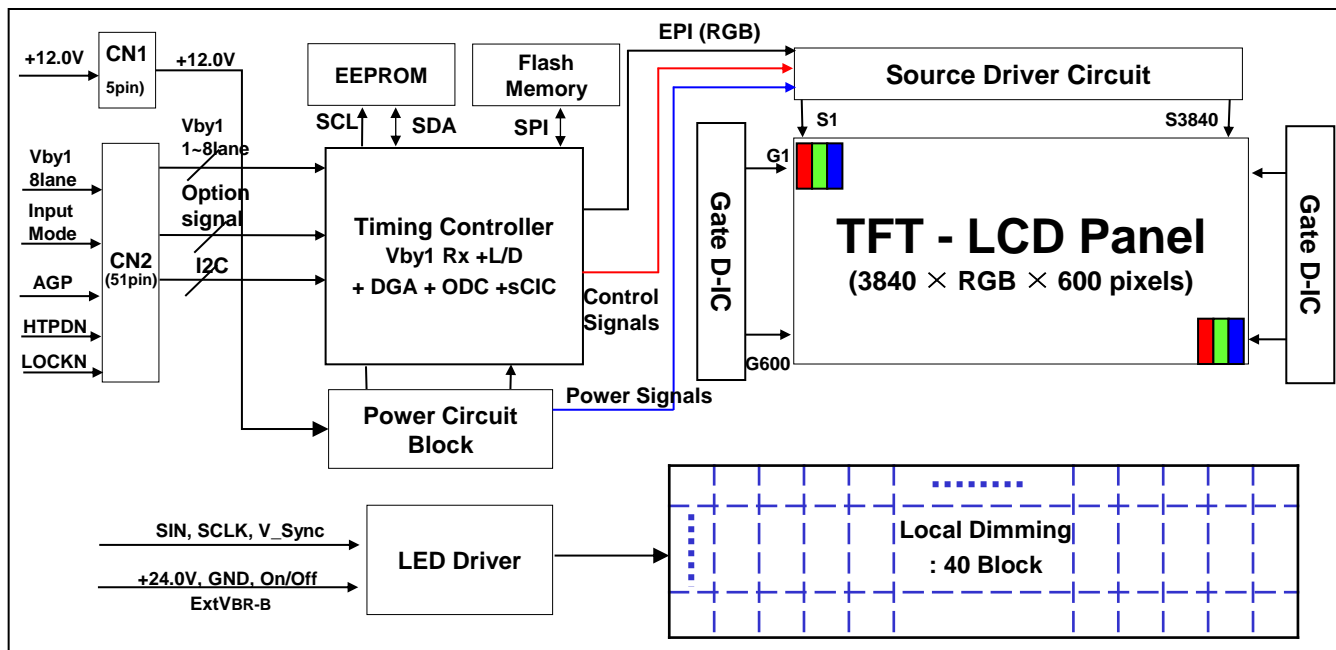 +12.0V
CN1
5pin)
+12.0V
EEPROM
Flash
Memory
SCL
SDA
SPI
EPI (RGB)
Source Driver Circuit
S1
S3840
Vby1
8lane
Input
Mode
AGP
HTPDN
LOCKN
CN2
(51pin)
Vby1
1~8lane
Option
signal
I2C
Timing Controller
Vby1 Rx +L/D
+ DGA + ODC +sCIC
Control
Signals
Power Circuit
Block
Power Signals
G1
G600
Gate D-IC
TFT - LCD Panel
(3840 × RGB × 600 pixels)
Gate D-IC
SIN, SCLK, V_Sync
+24.0V, GND, On/Off
ExtVBR-B
LED Driver
Local Dimming
: 40 Block